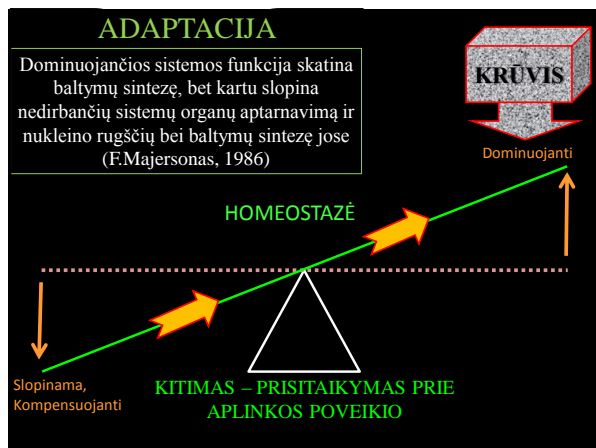 ADAPTACIJA
Dominuojančios sistemos funkcija skatina
baltymų sintezę, bet kartu slopina
nedirbančių sistemų organų aptarnavimą ir
nukleino rugščių bei baltymų sintezę jose
(F.Majersonas, 1986)
KRŪVIS
Dominuojanti
HOMEOSTAZĖ
Slopinama,
Kompensuojanti
KITIMAS – PRISITAIKYMAS PRIE
APLINKOS POVEIKIO